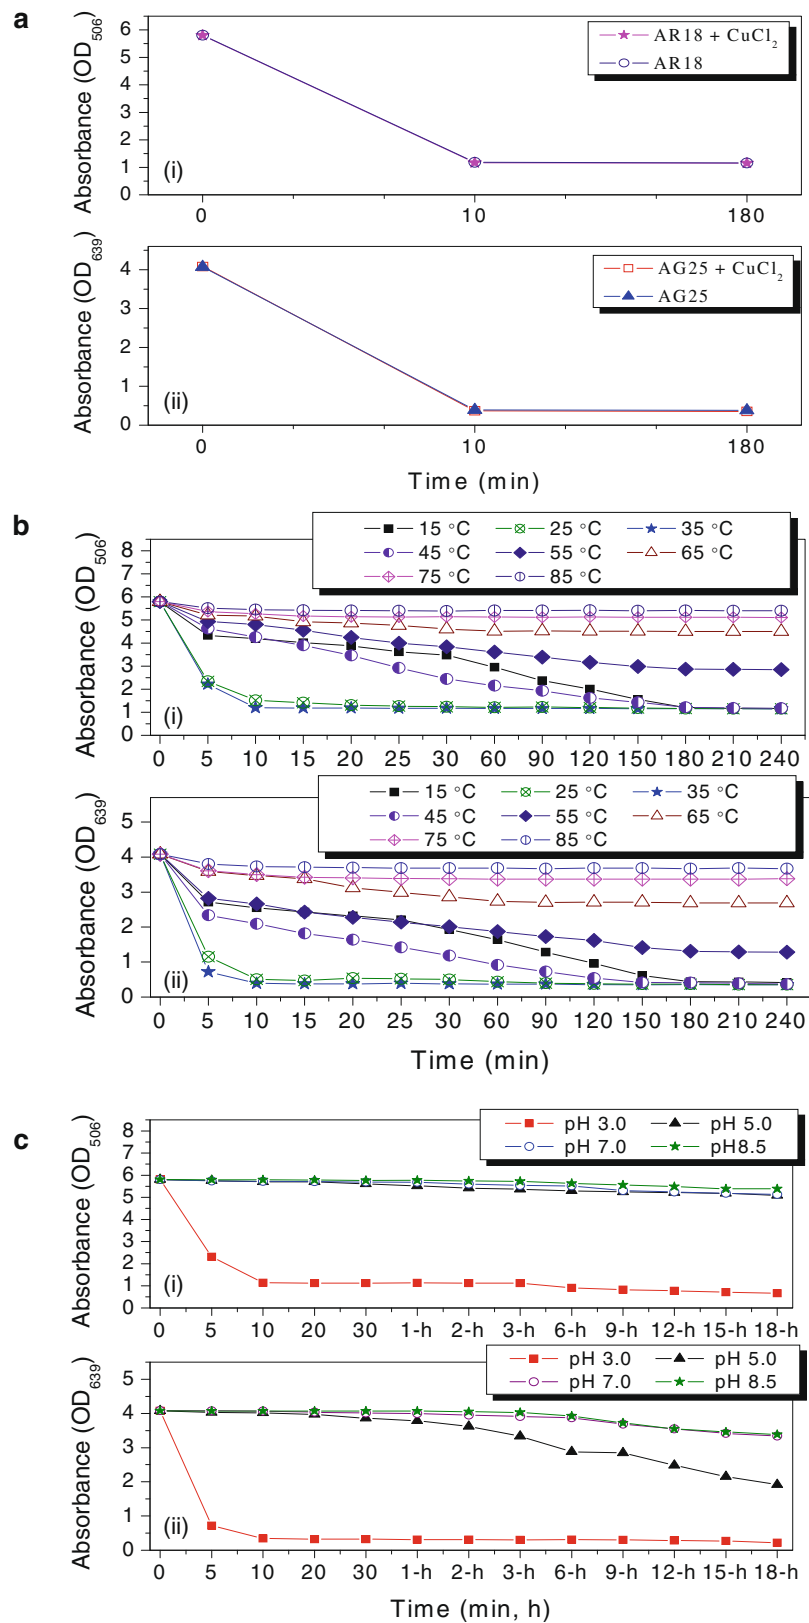 a
Absorbance (OD506)
6
5
4
3
2
1
0
AR18 + CuCl2
AR18
(i)
0 10 180
Absorbance (OD639)
4
3
2
1
0
AG25 + CuCl2
AG25
(ii)
0 10 180
Time (min)
b
15 °C 25 °C 35 °C
45 °C 55 °C 65 °C
75 °C 85 °C
Absorbance (OD506)
8
7
6
5
4
3
2
1
0
(i)
0 5 10 15 20 25 30 60 90 120 150 180 210 240
15 °C 25 °C 35 °C
45 °C 55 °C 65 °C
75 °C 85 °C
Absorbance (OD639)
5
4
3
2
1
0
(ii)
0 5 10 15 20 25 30 60 90 120 150 180 210 240
Time (min)
c
pH 3.0 pH 5.0
pH 7.0 pH8.5
Absorbance (OD506)
8
7
6
5
4
3
2
1
0
(i)
0 5 10 20 30 1-h 2-h 3-h 6-h 9-h 12-h 15-h 18-h
pH 3.0 pH 5.0
pH 7.0 pH 8.5
Absorbance (OD639)
5
4
3
2
1
0
(ii)
0 5 10 20 30 1-h 2-h 3-h 6-h 9-h 12-h 15-h 18-h
Time (min, h)